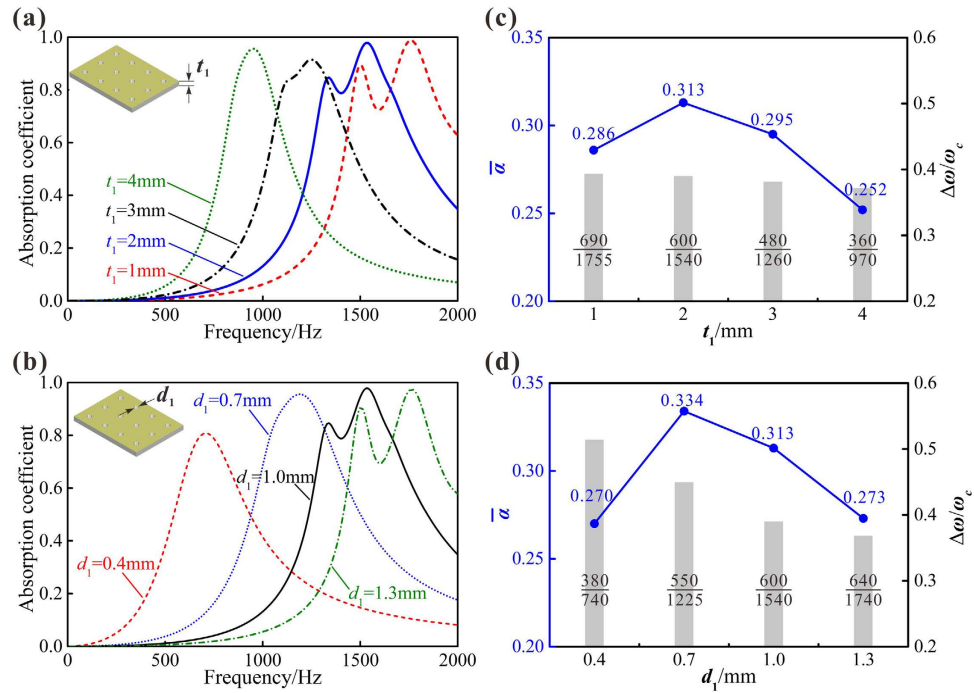 (a)
1.0
0.8
0.6
0.4
0.2
0.0
Absorption coefficient
t₁
t₁=4mm
t₁=3mm
t₁=2mm
t₁=1mm
0 500 1000 1500 2000
Frequency/Hz
(c)
0.35
0.30
0.25
0.20
ᾱ
0.286
0.313
0.295
0.252
690
1755
600
1540
480
1260
360
970
0.6
0.5
0.4
0.3
0.2
Δω/ω_c
1 2 3 4
t₁/mm
(b)
1.0
0.8
0.6
0.4
0.2
0.0
Absorption coefficient
d₁
d₁=0.7mm
d₁=1.0mm
d₁=0.4mm
d₁=1.3mm
0 500 1000 1500 2000
Frequency/Hz
(d)
0.35
0.30
0.25
0.20
ᾱ
0.270
0.334
0.313
0.273
380
740
550
1225
600
1540
640
1740
0.6
0.5
0.4
0.3
0.2
Δω/ω_c
0.4 0.7 1.0 1.3
d₁/mm